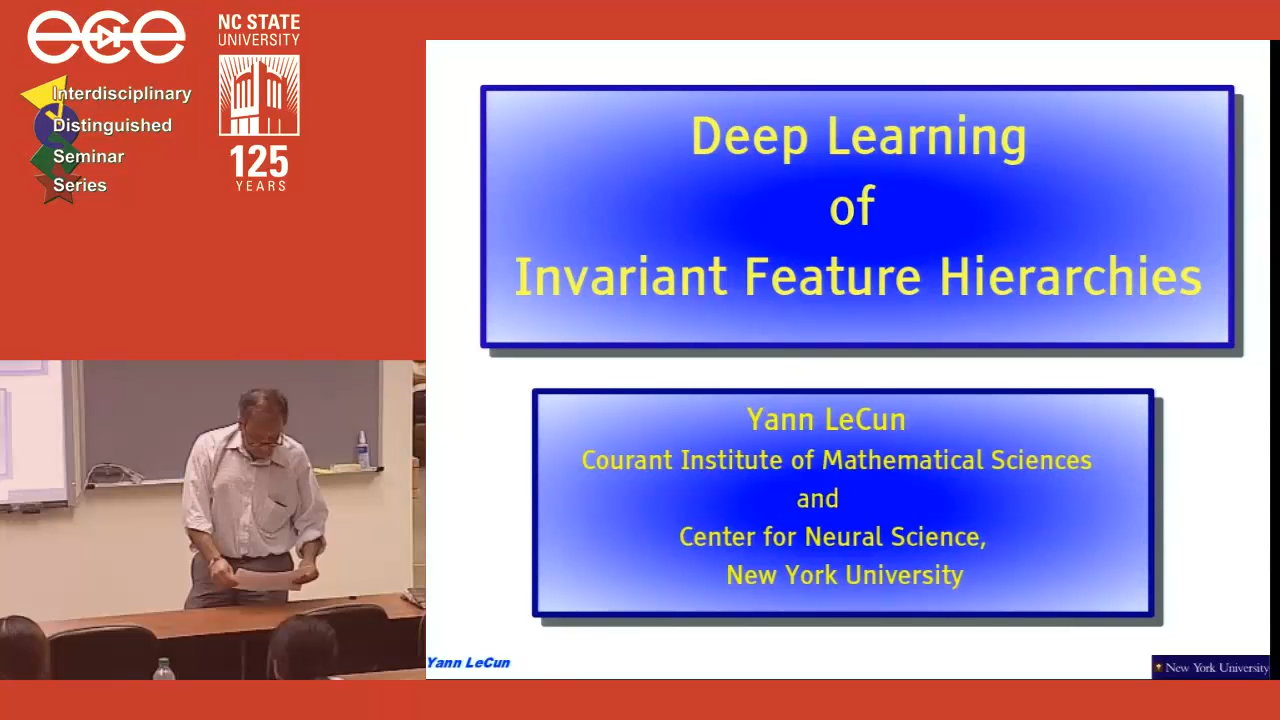 ece
Interdisciplinary
Distinguished
Seminar
Series
NC STATE
UNIVERSITY
125
YEARS
Deep Learning
of
Invariant Feature Hierarchies
Yann LeCun
Courant Institute of Mathematical Sciences
and
Center for Neural Science,
New York University
Yann LeCun
New York University